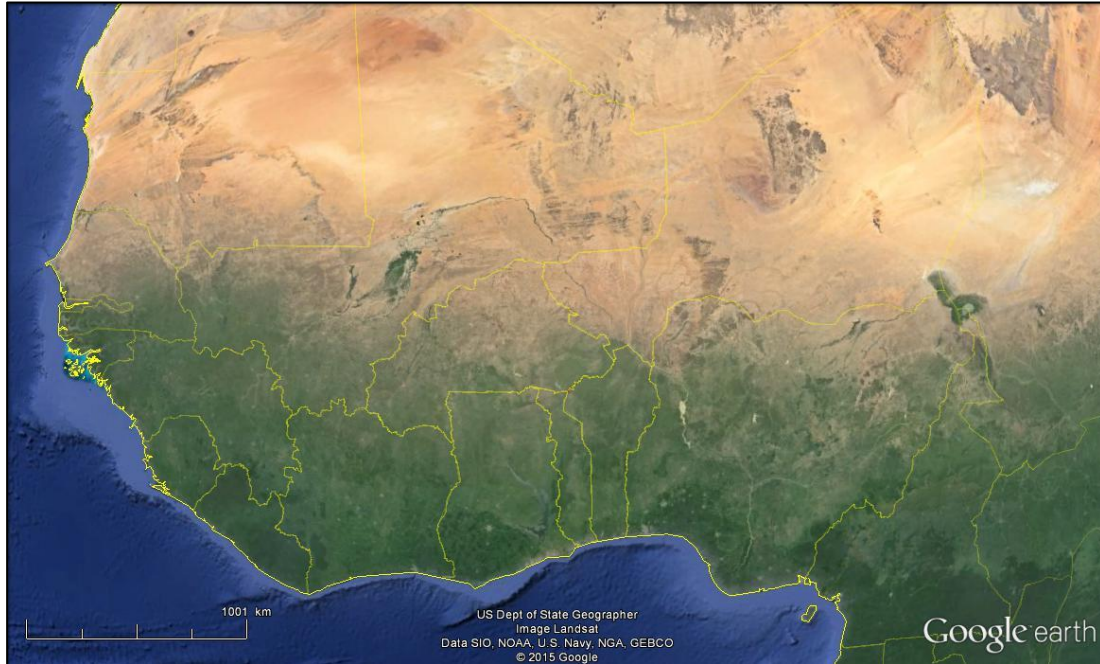 1001 km
US Dept of State Geographer
Image Landsat
Data SIO, NOAA, U.S. Navy, NGA, GEBCO
© 2015 Google
Google earth